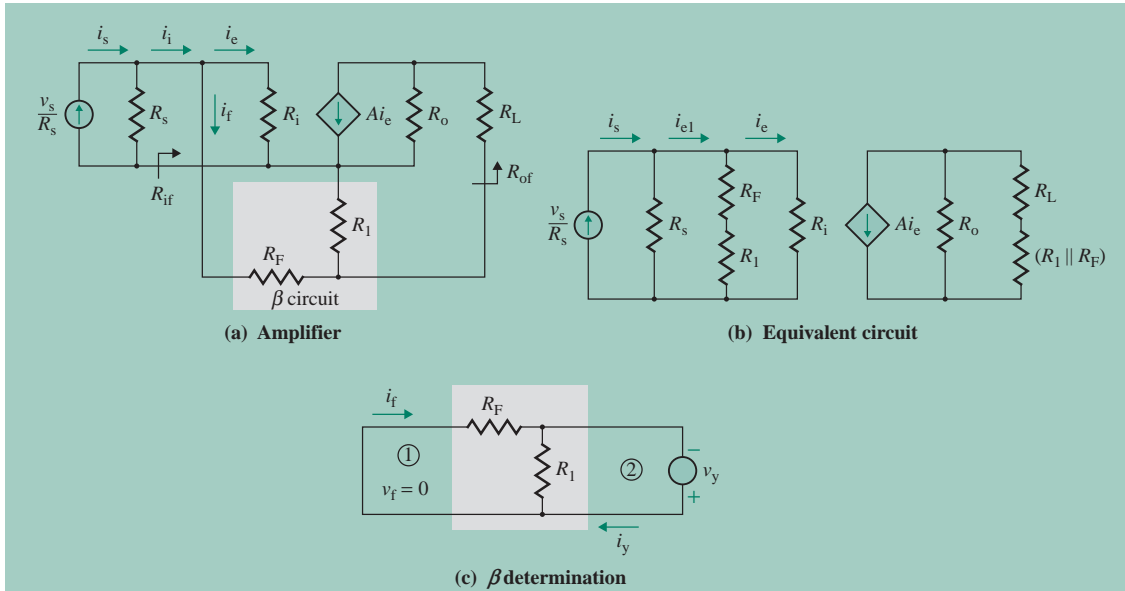 i_s i_i i_e
v_s/R_s R_s i_f R_i Ai_e R_o R_L
R_if R_of
R_1
R_F
β circuit
(a) Amplifier
i_s i_e1 i_e
v_s/R_s R_s R_F R_1 R_i Ai_e R_o R_L (R_1 || R_F)
(b) Equivalent circuit
i_f R_F
① R_1 ② − v_y
v_f = 0 +
i_y
(c) β determination